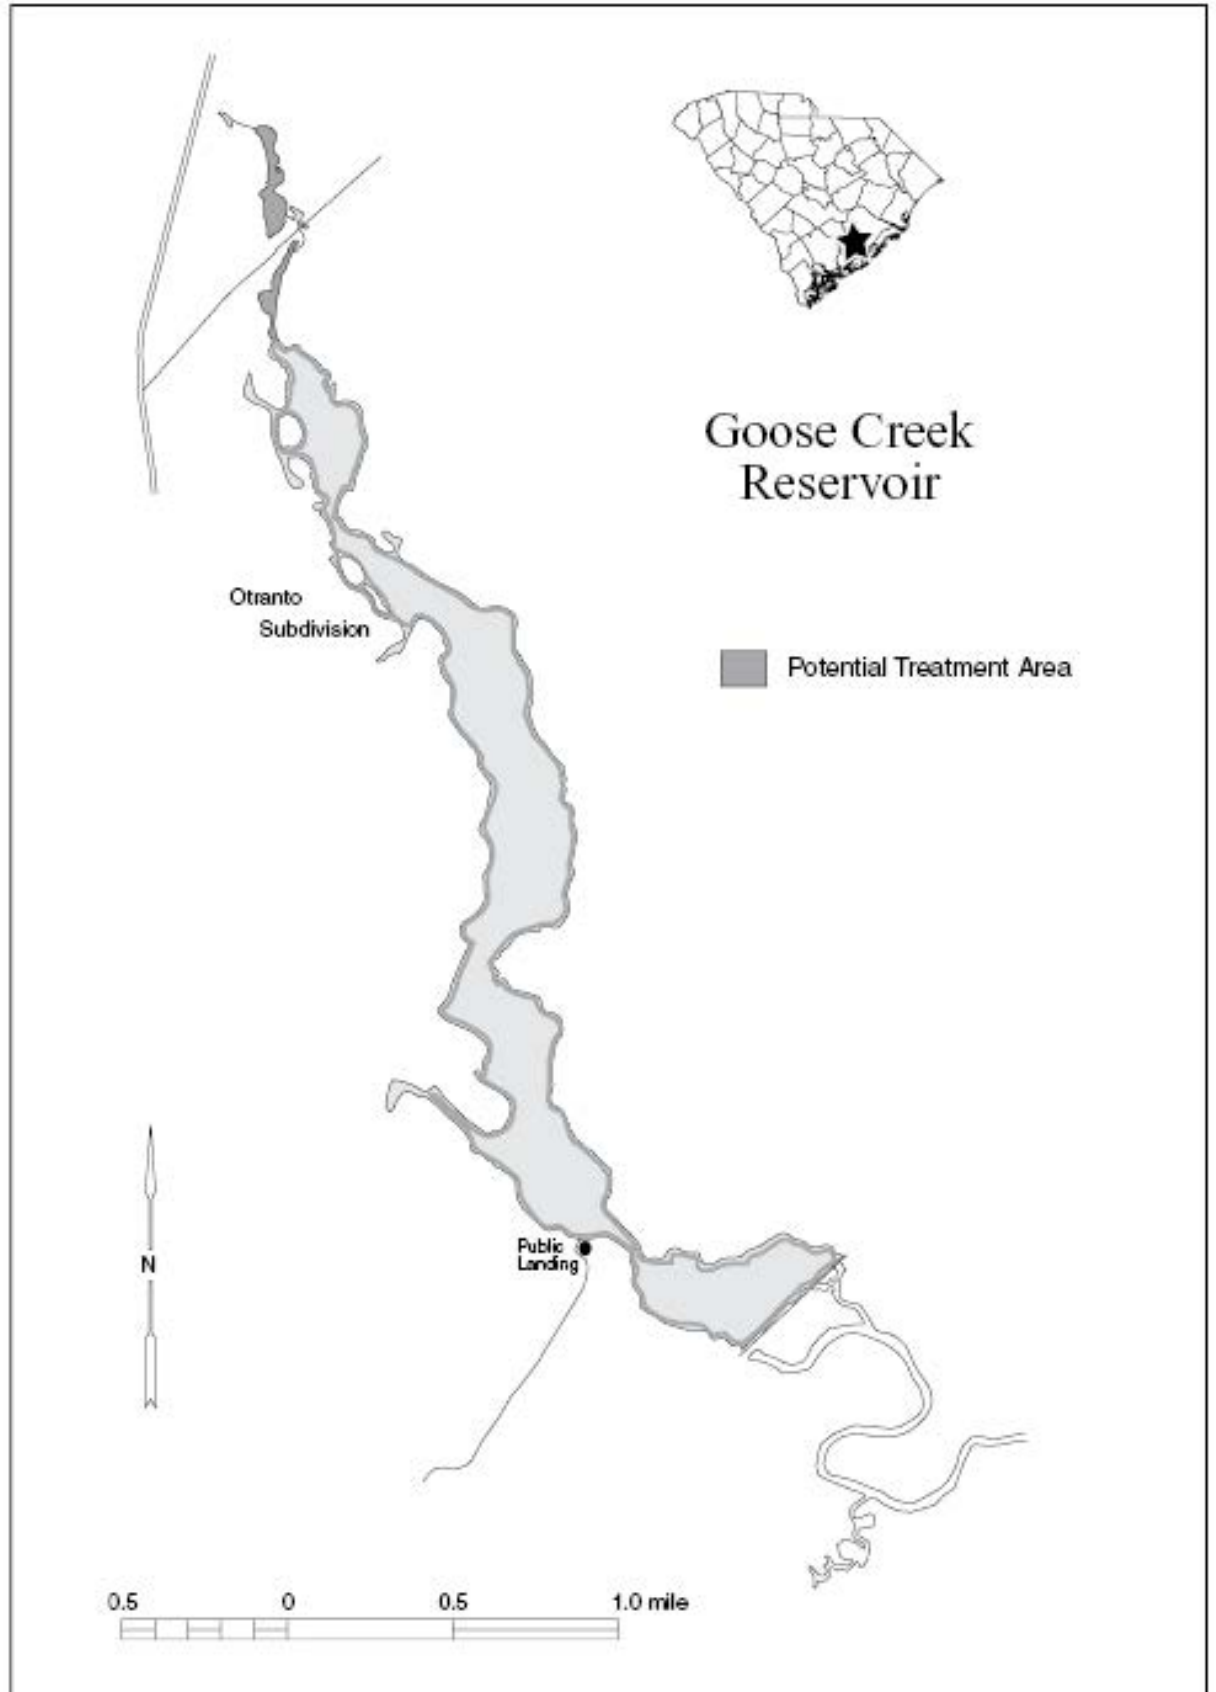 Goose Creek
Reservoir
Otranto
Subdivision
Potential Treatment Area
Public
Landing
N
0.5 0 0.5 1.0 mile